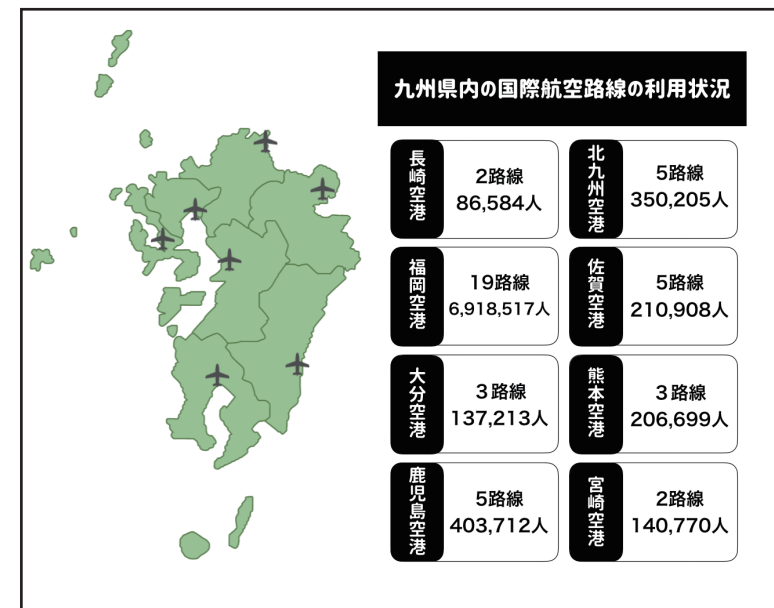 九州県内の国際航空路線の利用状況
長崎空港
2路線
86,584人
北九州空港
5路線
350,205人
福岡空港
19路線
6,918,517人
佐賀空港
5路線
210,908人
大分空港
3路線
137,213人
熊本空港
3路線
206,699人
鹿児島空港
5路線
403,712人
宮崎空港
2路線
140,770人